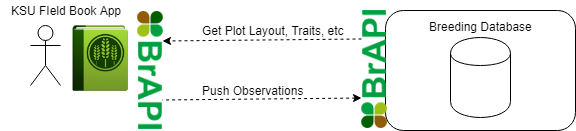 KSU Field Book App
BrAPI
Get Plot Layout, Traits, etc
Push Observations
BrAPI
Breeding Database